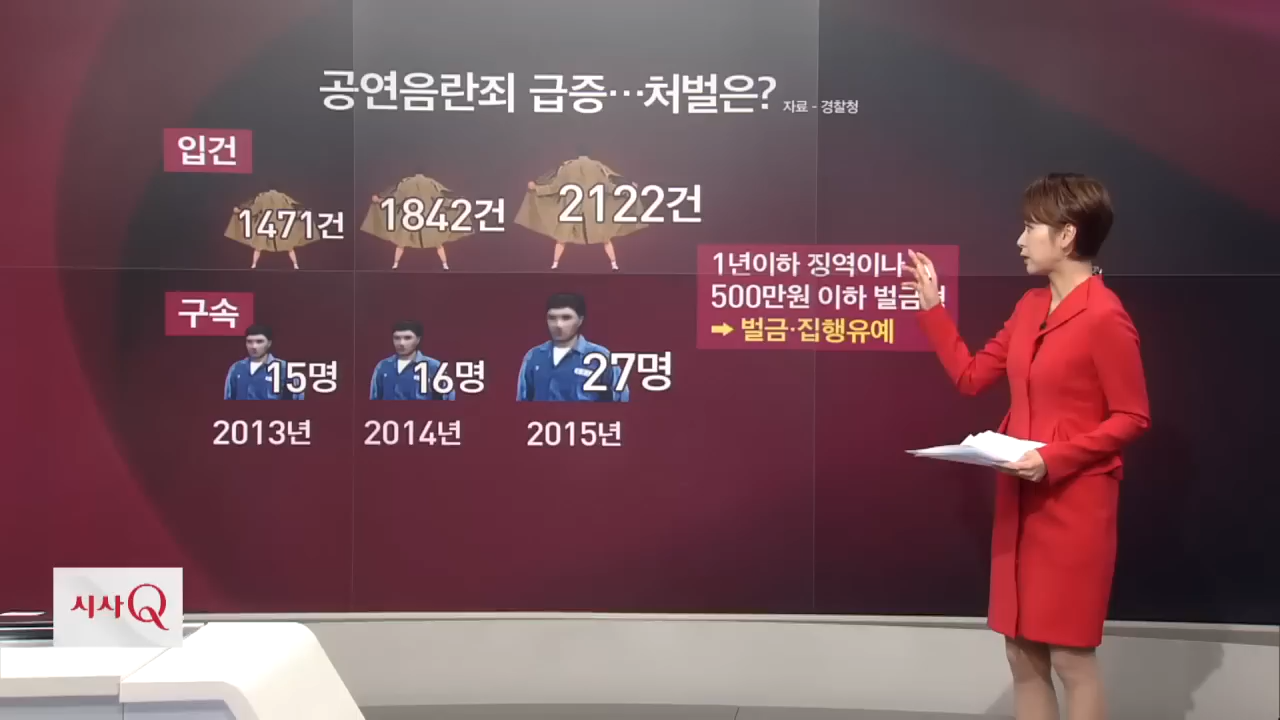 공연음란죄 급증…처벌은? 자료 - 경찰청
입건
1471건 1842건 2122건
구속
15명 16명 27명
2013년 2014년 2015년
1년이하 징역이나
500만원 이하
➡ 벌금·집행유예
시사Q